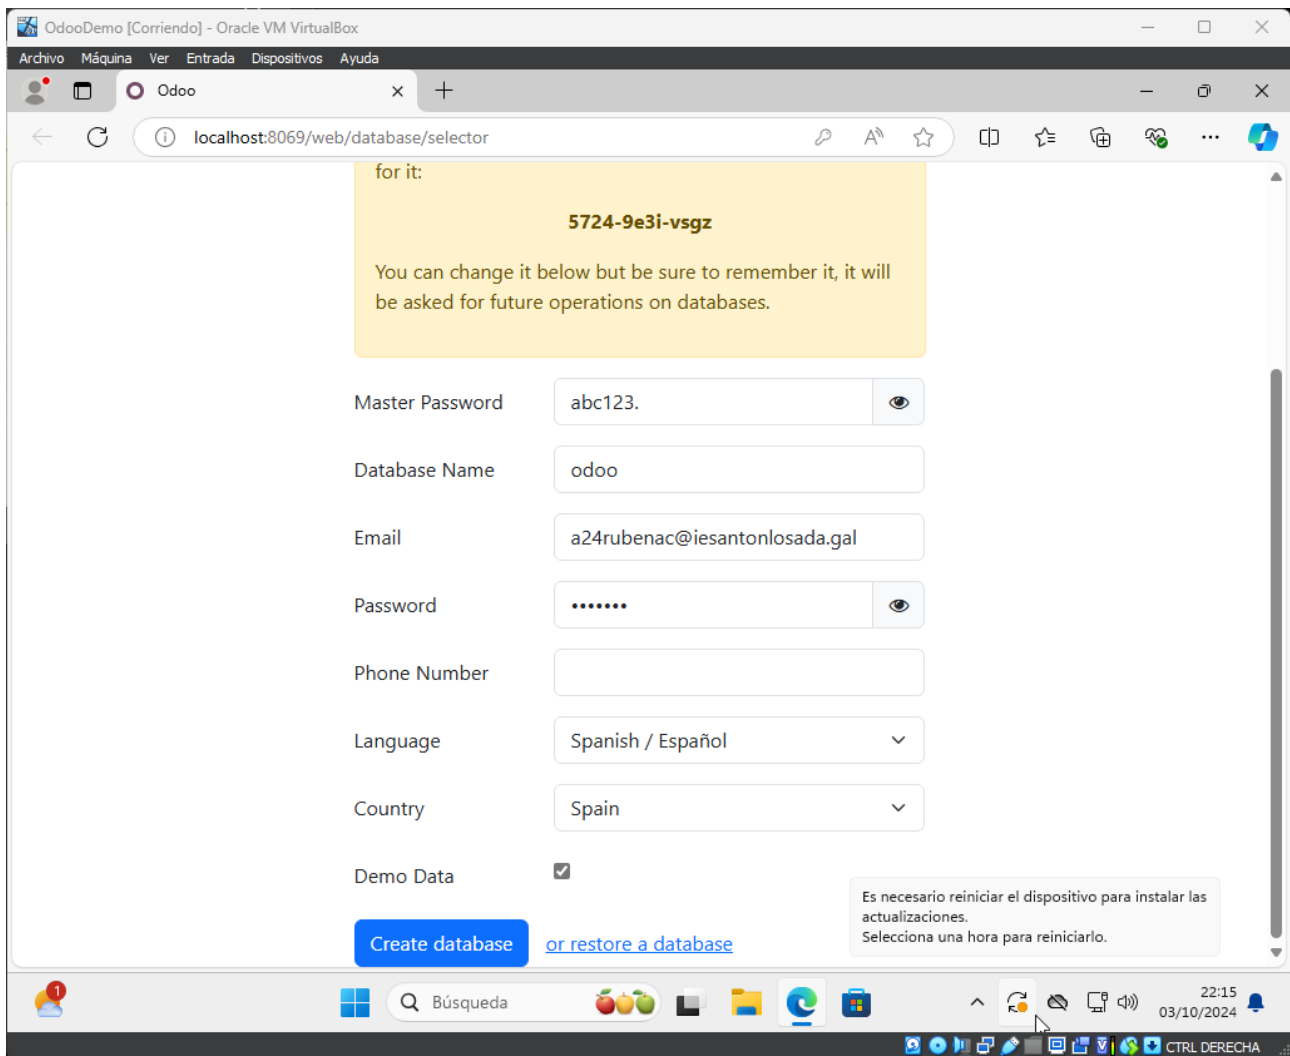 OdooDemo [Corriendo] - Oracle VM VirtualBox
Archivo Máquina Ver Entrada Dispositivos Ayuda
Odoo
localhost:8069/web/database/selector
for it:
5724-9e3i-vsgz
You can change it below but be sure to remember it, it will
be asked for future operations on databases.
Master Password abc123.
Database Name odoo
Email a24rubenac@iesantonlosada.gal
Password •••••••
Phone Number
Language Spanish / Español
Country Spain
Demo Data
Create database or restore a database
Es necesario reiniciar el dispositivo para instalar las
actualizaciones.
Selecciona una hora para reiniciarlo.
1
Búsqueda
22:15
03/10/2024
CTRL DERECHA